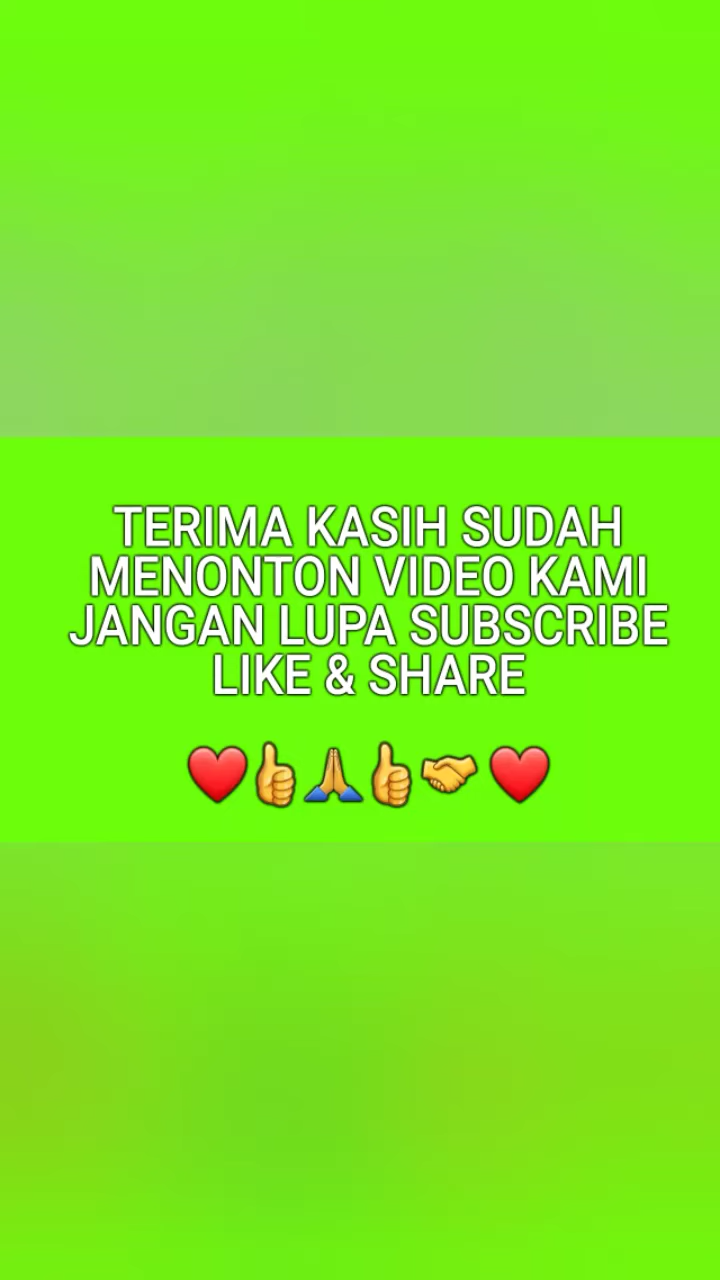 TERIMA KASIH SUDAH
MENONTON VIDEO KAMI
JANGAN LUPA SUBSCRIBE
LIKE & SHARE
❤️👍🙏👍🤝❤️